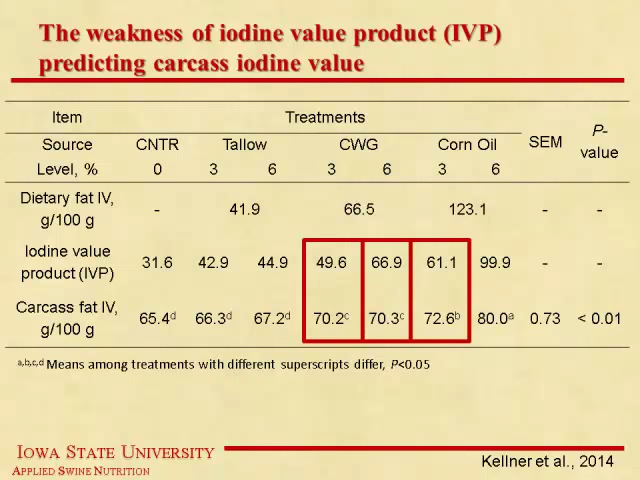 The weakness of iodine value product (IVP)
predicting carcass iodine value
Item Treatments SEM P-value
Source CNTR Tallow CWG Corn Oil
Level, % 0 3 6 3 6 3 6
Dietary fat IV, g/100 g - 41.9 66.5 123.1 - -
Iodine value product (IVP) 31.6 42.9 44.9 49.6 66.9 61.1 99.9 - -
Carcass fat IV, g/100 g 65.4d 66.3d 67.2d 70.2c 70.3c 72.6b 80.0a 0.73 < 0.01
a,b,c,d Means among treatments with different superscripts differ, P<0.05
IOWA STATE UNIVERSITY
APPLIED SWINE NUTRITION
Kellner et al., 2014